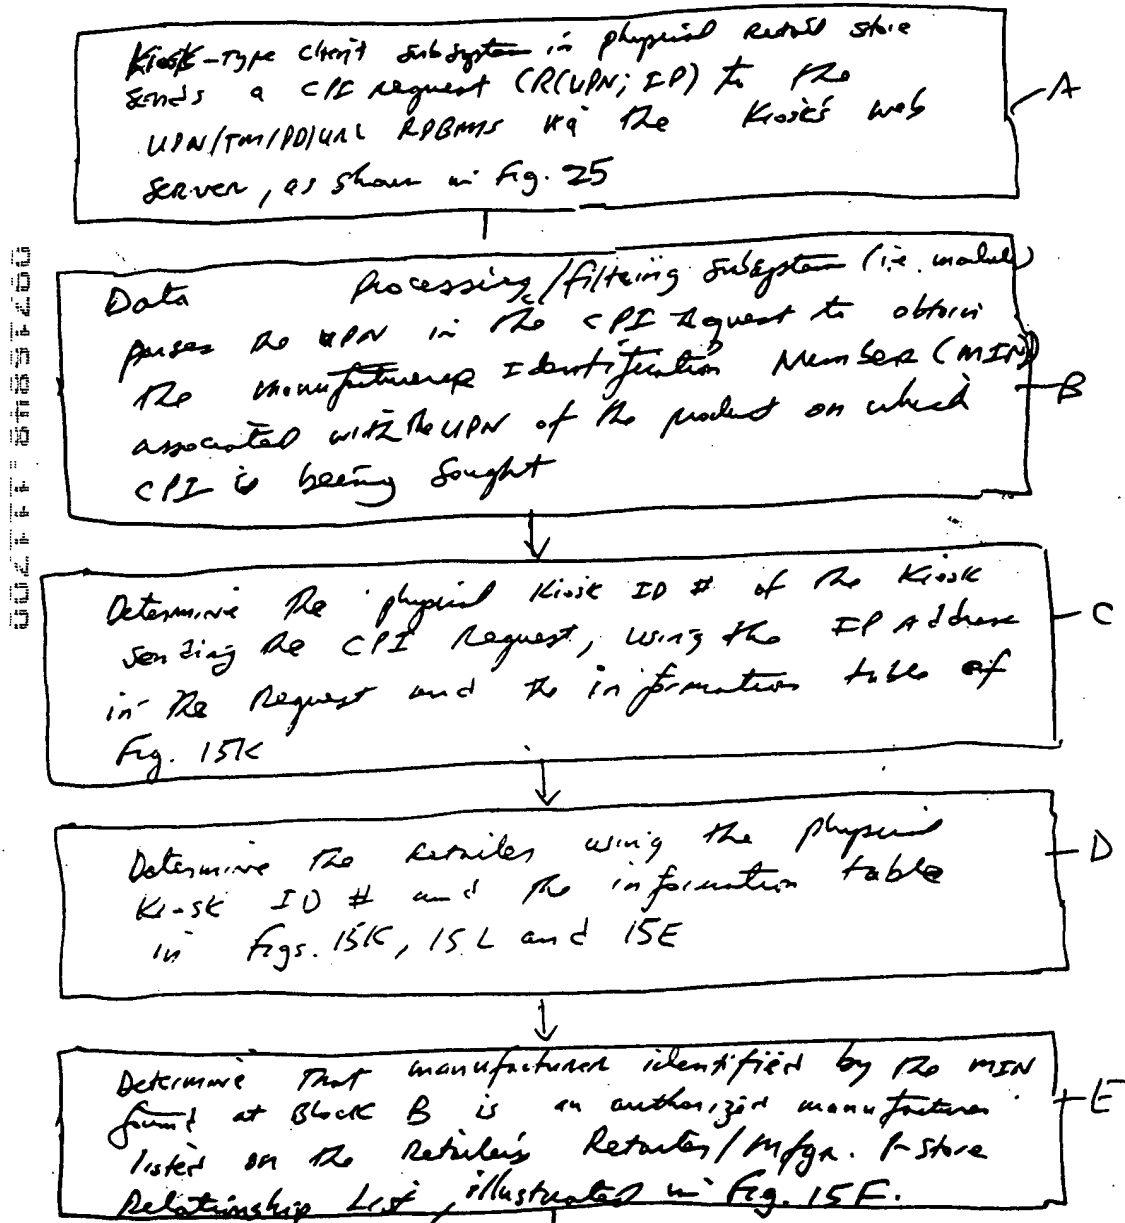 Kiosk-Type Client subsystem in physical retail store
sends a CPI request (R(UPN; IP) to the
UPN/TM/PD/URL RDBMS via the Kiosk's web
server, as shown in Fig. 25
A
Data Processing/filtering subsystem (i.e. module)
parses the UPN in the CPI request to obtain
the manufacturer Identification Number (MIN)
associated with the UPN of the product on which
CPI is being sought
B
Determine the physical Kiosk ID # of the Kiosk
sending the CPI Request, using the IP Address
in the Request and the information table of
Fig. 15K
C
Determine the retailer using the physical
Kiosk ID # and the information table
in Figs. 15K, 15L and 15E
D
Determine that manufacturer identified by the MIN
found at Block B is an authorized manufacturer
listed on the Retailer's Retailer/Mfgr. P-Store
Relationship List, illustrated in Fig. 15F.
E